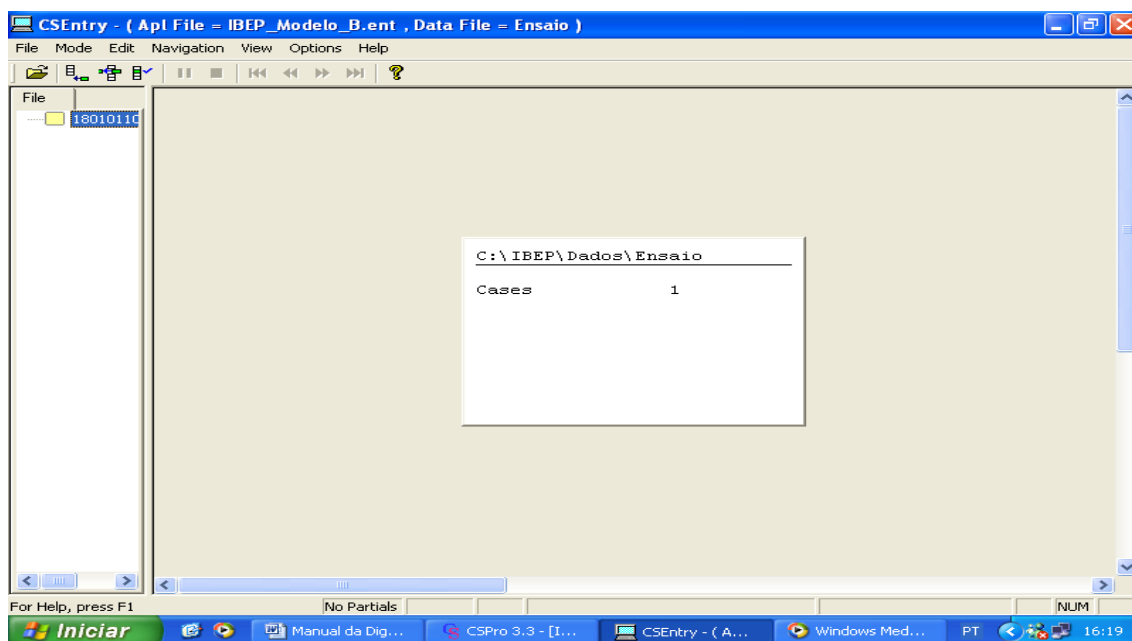 CSEntry - ( Apl File = IBEP_Modelo_B.ent , Data File = Ensaio )
File Mode Edit Navigation View Options Help
File
18010110
C:\IBEP\Dados\Ensaio
Cases 1
For Help, press F1 No Partials NUM
Iniciar Manual da Dig... CSPro 3.3 - [I... CSEntry - ( A... Windows Med... PT 16:19